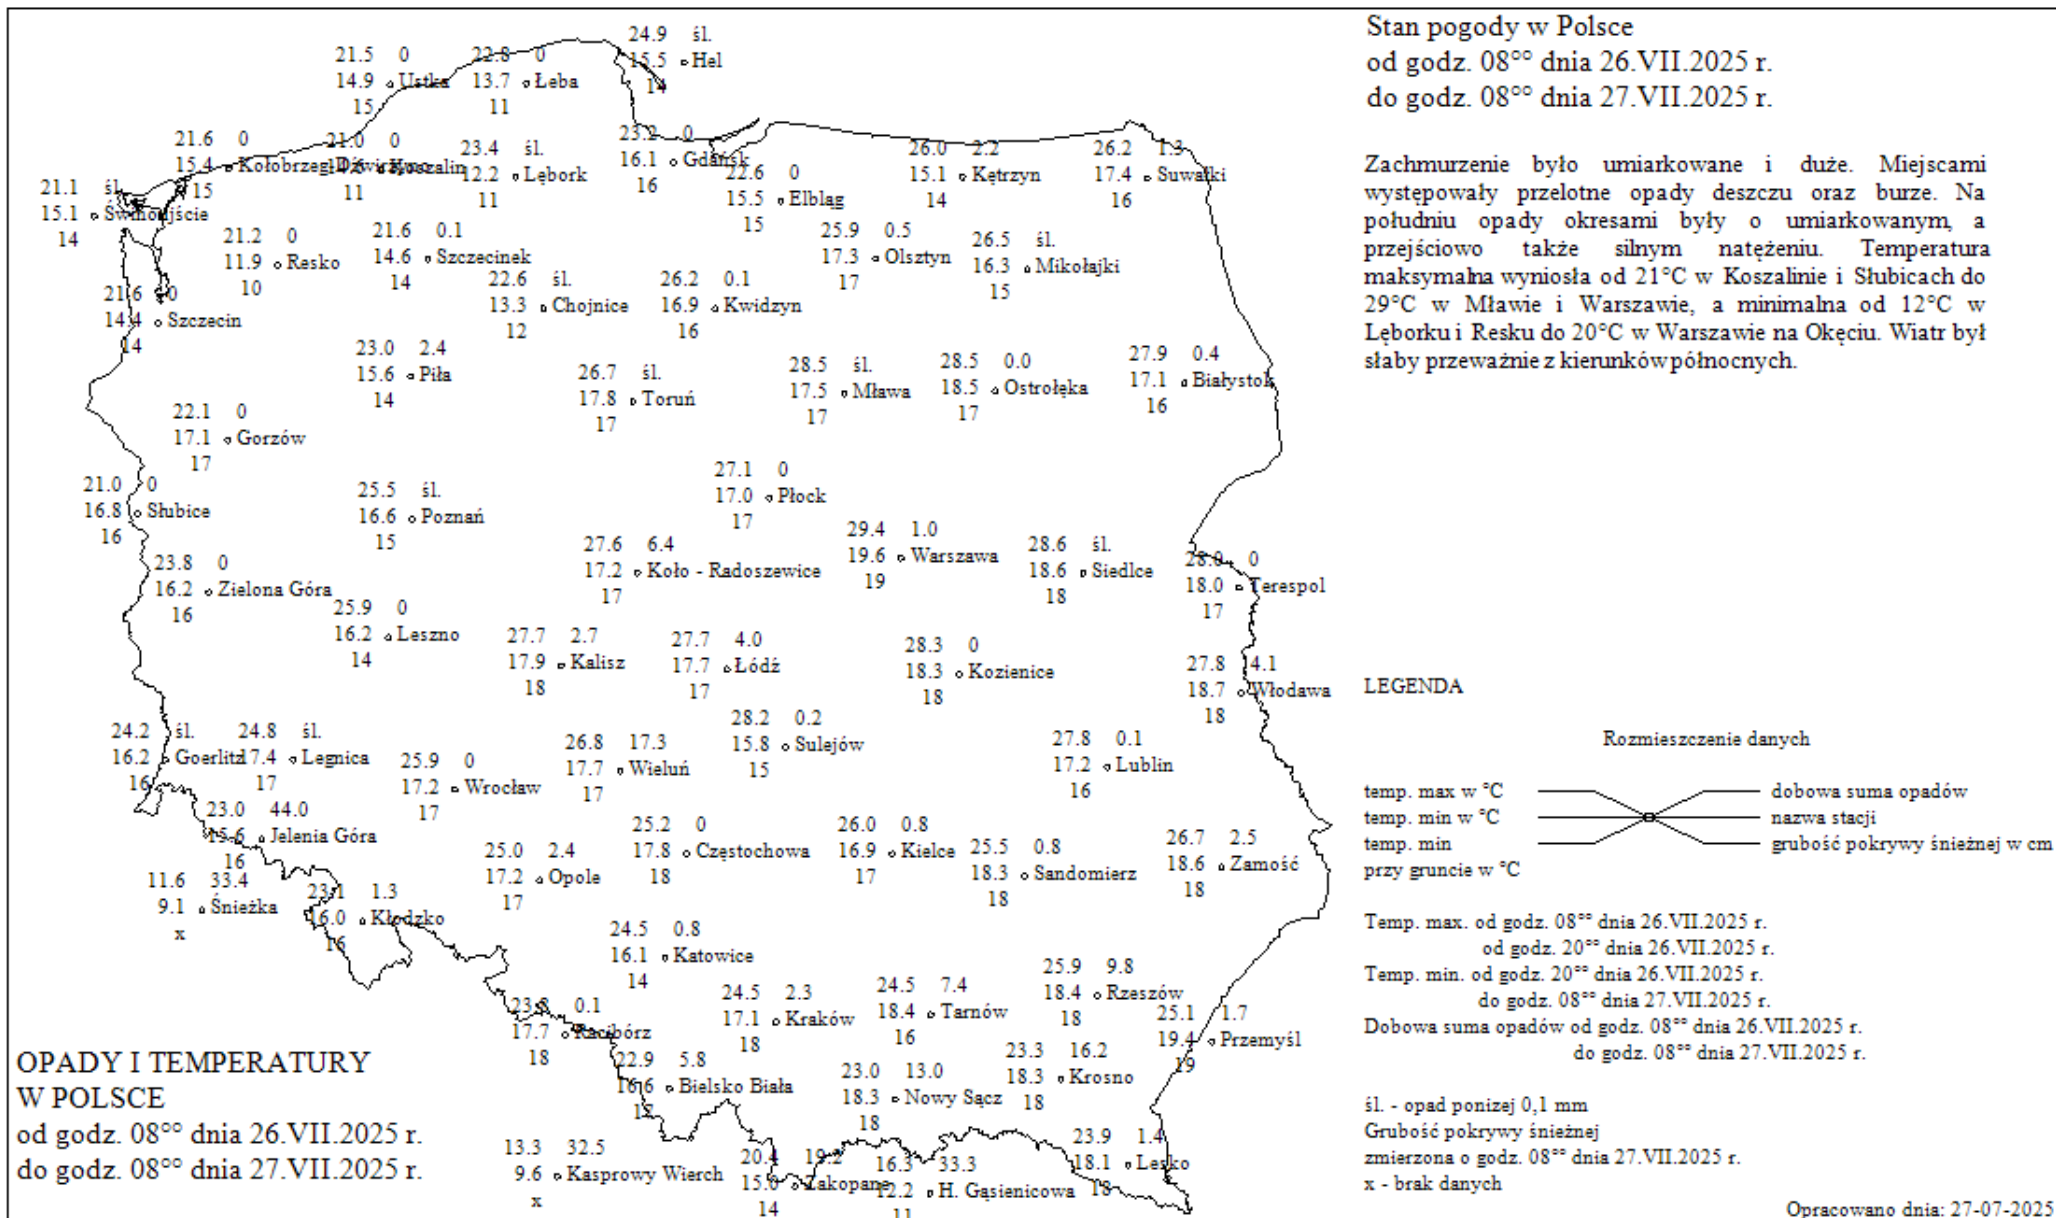 24.9 śl.
15.5 Hel
14
21.5 0
14.9 Ustka
15
22.8 0
13.7 Łeba
11
21.6 0
15.4 Kołobrzeg-Dźwirzyno
15
21.0 0
Koszalin
11
23.4 śl.
12.2 Lębork
11
23.2 0
16.1 Gdańsk
16
22.6 0
15.5 Elbląg
15
26.0 2.2
15.1 Kętrzyn
14
26.2 1.3
17.4 Suwałki
16
21.1 śl.
15.1 Świnoujście
14
21.2 0
11.9 Resko
10
21.6 0.1
14.6 Szczecinek
14
25.9 0.5
17.3 Olsztyn
17
26.5 śl.
16.3 Mikołajki
15
22.6 śl.
13.3 Chojnice
12
26.2 0.1
16.9 Kwidzyn
16
21.6 0
14.4 Szczecin
14
23.0 2.4
15.6 Piła
14
26.7 śl.
17.8 Toruń
17
28.5 śl.
17.5 Mława
17
28.5 0.0
18.5 Ostrołęka
17
27.9 0.4
17.1 Białystok
16
22.1 0
17.1 Gorzów
17
21.0 0
16.8 Słubice
16
25.5 śl.
16.6 Poznań
15
27.1 0
17.0 Płock
17
27.6 6.4
17.2 Koło - Radoszewice
17
29.4 1.0
19.6 Warszawa
19
28.6 śl.
18.6 Siedlce
18
28.0 0
18.0 Terespol
17
23.8 0
16.2 Zielona Góra
16
25.9 0
16.2 Leszno
14
27.7 2.7
17.9 Kalisz
18
27.7 4.0
17.7 Łódź
17
28.3 0
18.3 Kozienice
18
27.8 4.1
18.7 Włodawa
18
24.2 śl.
16.2 Goerlitz
16
24.8 śl.
17.4 Legnica
17
25.9 0
17.2 Wrocław
17
26.8 17.3
17.7 Wieluń
17
28.2 0.2
15.8 Sulejów
15
27.8 0.1
17.2 Lublin
16
23.0 44.0
15.6 Jelenia Góra
16
25.0 2.4
17.2 Opole
17
25.2 0
17.8 Częstochowa
18
26.0 0.8
16.9 Kielce
17
25.5 0.8
18.3 Sandomierz
18
26.7 2.5
18.6 Zamość
18
11.6 33.4
9.1 Śnieżka
x
23.1 1.3
16.0 Kłodzko
16
24.5 0.8
16.1 Katowice
14
23.8 0.1
17.7 Racibórz
18
24.5 2.3
17.1 Kraków
18
24.5 7.4
18.4 Tarnów
16
25.9 9.8
18.4 Rzeszów
18
25.1 1.7
19.4 Przemyśl
19
22.9 5.8
16.6 Bielsko Biała
17
23.0 13.0
18.3 Nowy Sącz
18
23.3 16.2
18.3 Krosno
18
13.3 32.5
9.6 Kasprowy Wierch
x
20.4 19.2
15.0 Zakopane
14
16.3 33.3
12.2 H. Gąsienicowa
11
23.9 1.4
18.1 Lesko
18
OPADY I TEMPERATURY
W POLSCE
od godz. 08°° dnia 26.VII.2025 r.
do godz. 08°° dnia 27.VII.2025 r.
Stan pogody w Polsce
od godz. 08°° dnia 26.VII.2025 r.
do godz. 08°° dnia 27.VII.2025 r.
Zachmurzenie było umiarkowane i duże. Miejscami
występowały przelotne opady deszczu oraz burze. Na
południu opady okresami były o umiarkowanym, a
przejściowo także silnym natężeniu. Temperatura
maksymalna wyniosła od 21°C w Koszalinie i Słubicach do
29°C w Mławie i Warszawie, a minimalna od 12°C w
Lęborku i Resku do 20°C w Warszawie na Okęciu. Wiatr był
słaby przeważnie z kierunków północnych.
LEGENDA
Rozmieszczenie danych
temp. max w °C dobowa suma opadów
temp. min w °C nazwa stacji
temp. min grubość pokrywy śnieżnej w cm
przy gruncie w °C
Temp. max. od godz. 08°° dnia 26.VII.2025 r.
od godz. 20°° dnia 26.VII.2025 r.
Temp. min. od godz. 20°° dnia 26.VII.2025 r.
do godz. 08°° dnia 27.VII.2025 r.
Dobowa suma opadów od godz. 08°° dnia 26.VII.2025 r.
do godz. 08°° dnia 27.VII.2025 r.
śl. - opad ponizej 0,1 mm
Grubość pokrywy śnieżnej
zmierzona o godz. 08°° dnia 27.VII.2025 r.
x - brak danych
Opracowano dnia: 27-07-2025